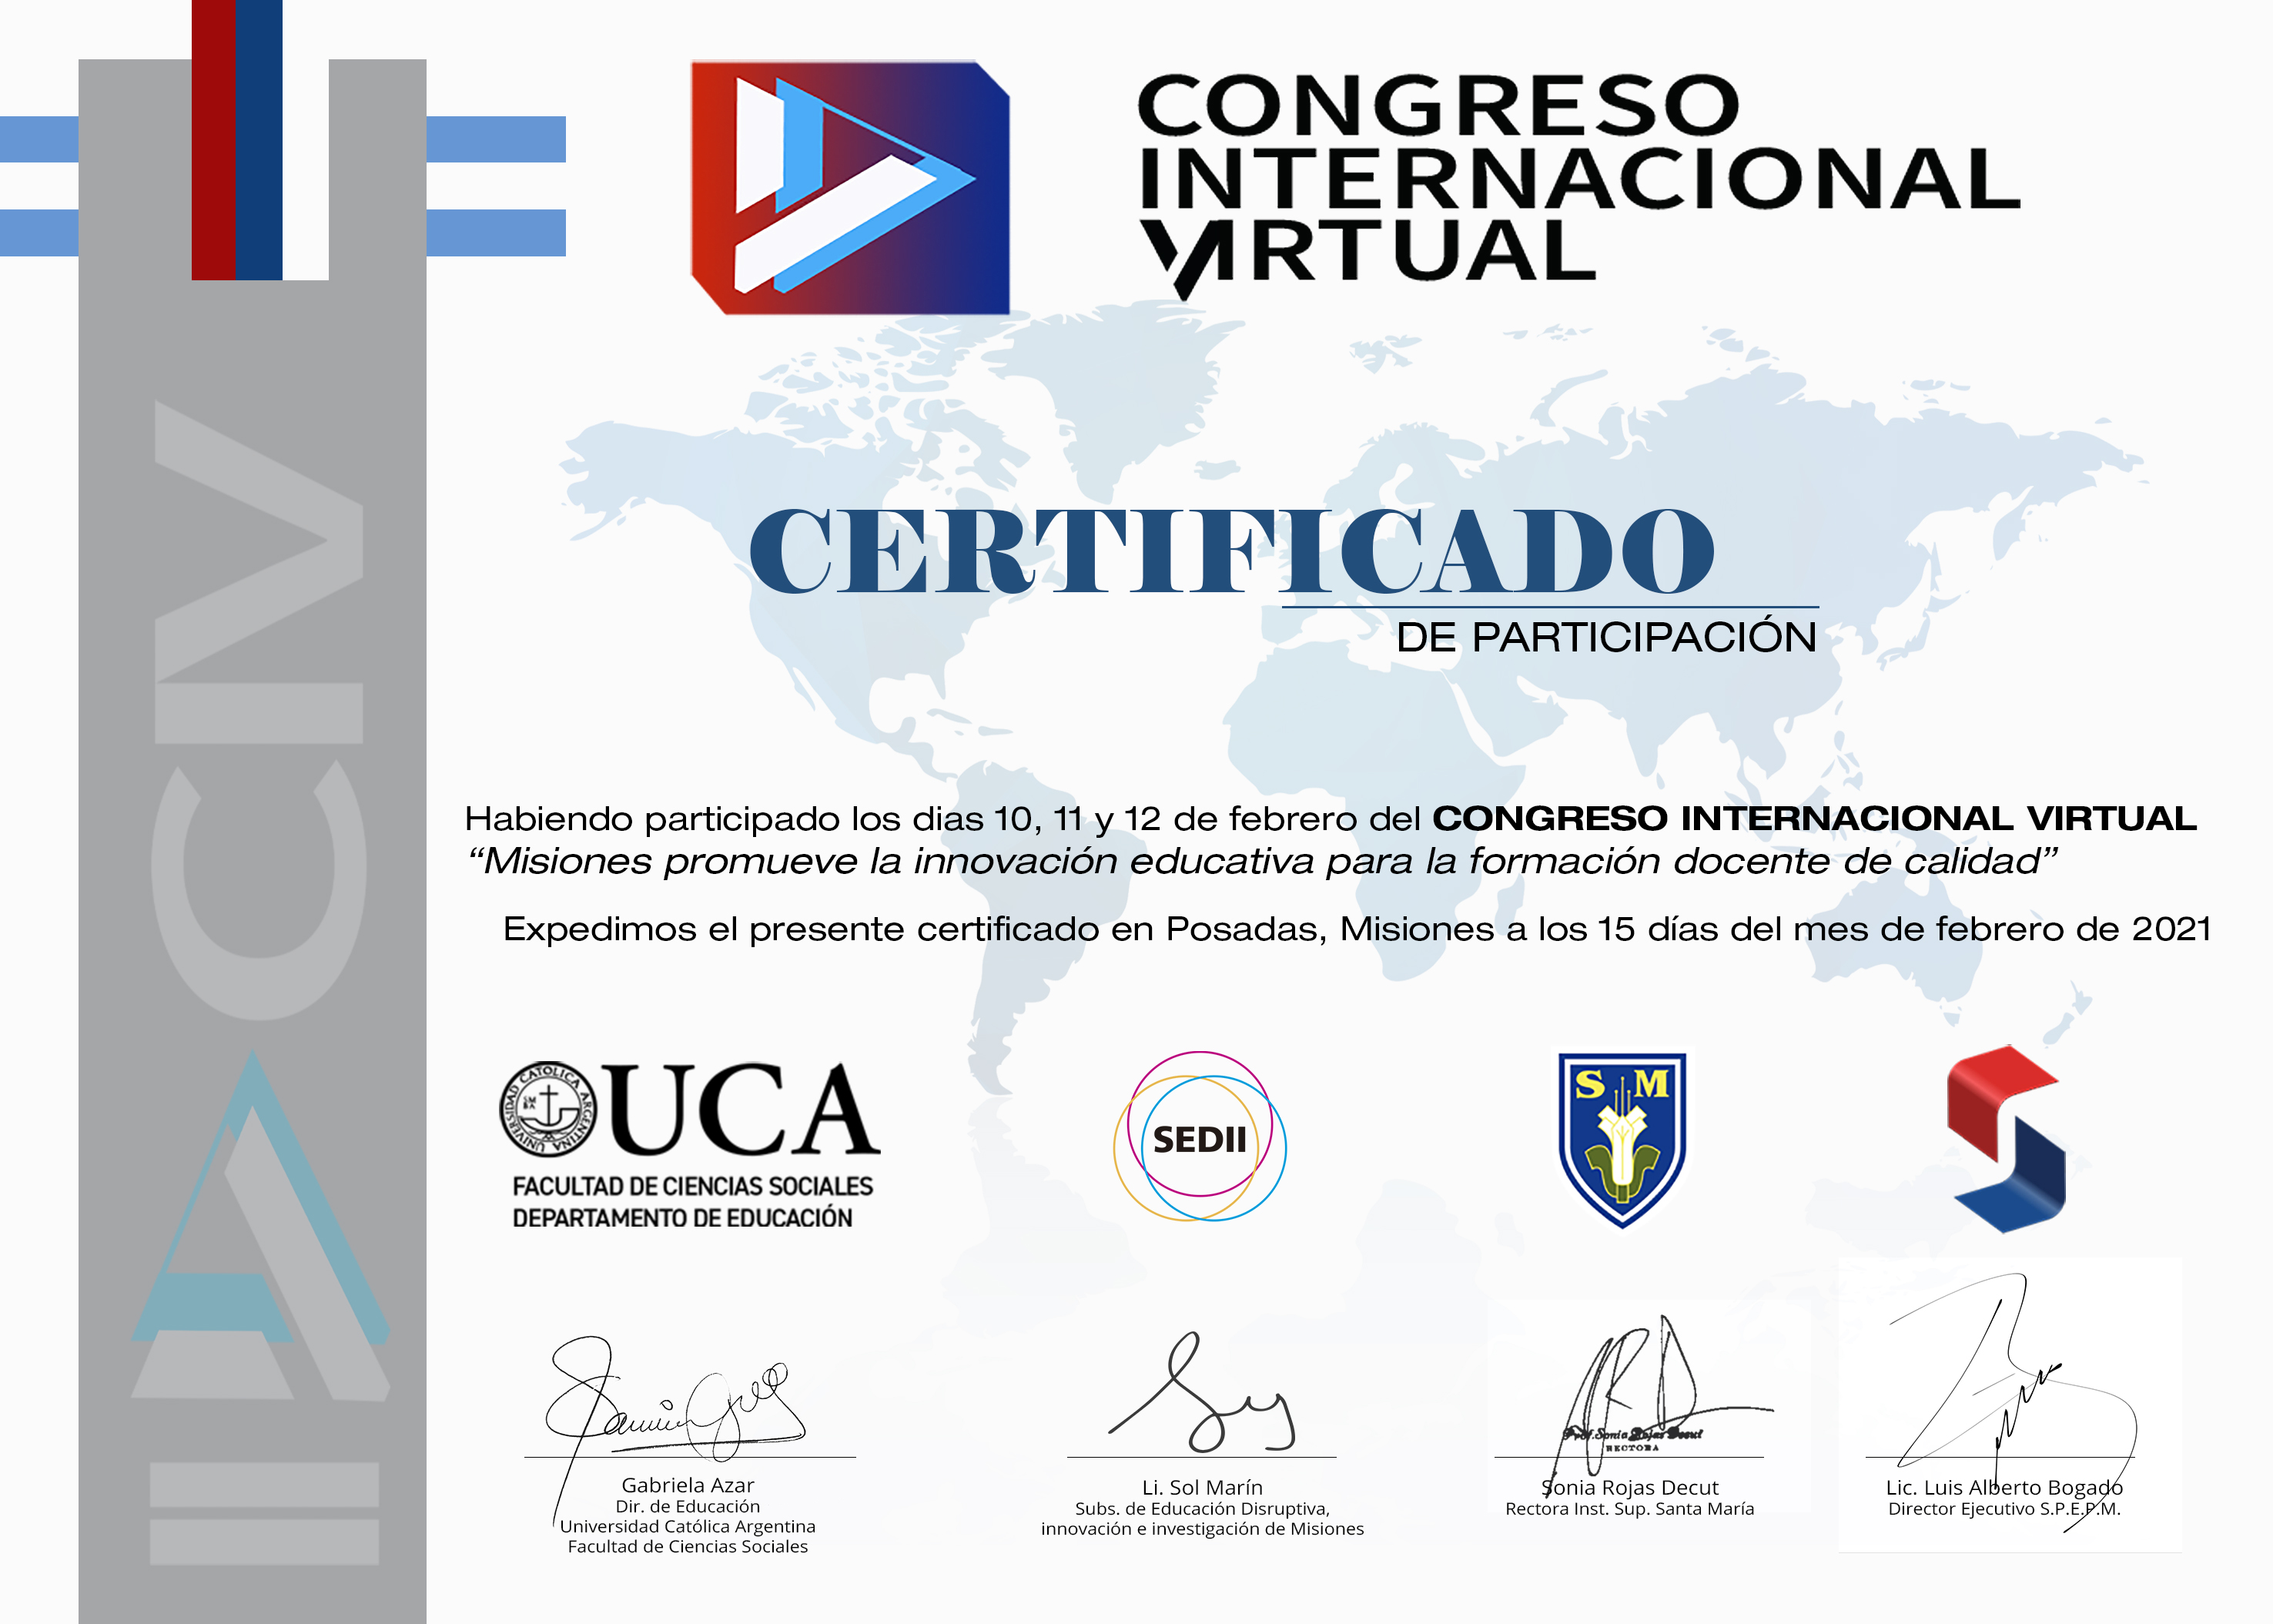 CONGRESO
INTERNACIONAL
VIRTUAL
CERTIFICADO
DE PARTICIPACIÓN
Habiendo participado los dias 10, 11 y 12 de febrero del CONGRESO INTERNACIONAL VIRTUAL
“Misiones promueve la innovación educativa para la formación docente de calidad”
Expedimos el presente certificado en Posadas, Misiones a los 15 días del mes de febrero de 2021
CIV
UNIVERSIDAD CATOLICA ARGENTINA
UCA
FACULTAD DE CIENCIAS SOCIALES
DEPARTAMENTO DE EDUCACIÓN
SEDII
S M
Prof. Sonia Rojas Decut
RECTORA
Gabriela Azar
Dir. de Educación
Universidad Católica Argentina
Facultad de Ciencias Sociales
Li. Sol Marín
Subs. de Educación Disruptiva,
innovación e investigación de Misiones
Sonia Rojas Decut
Rectora Inst. Sup. Santa María
Lic. Luis Alberto Bogado
Director Ejecutivo S.P.E.P.M.